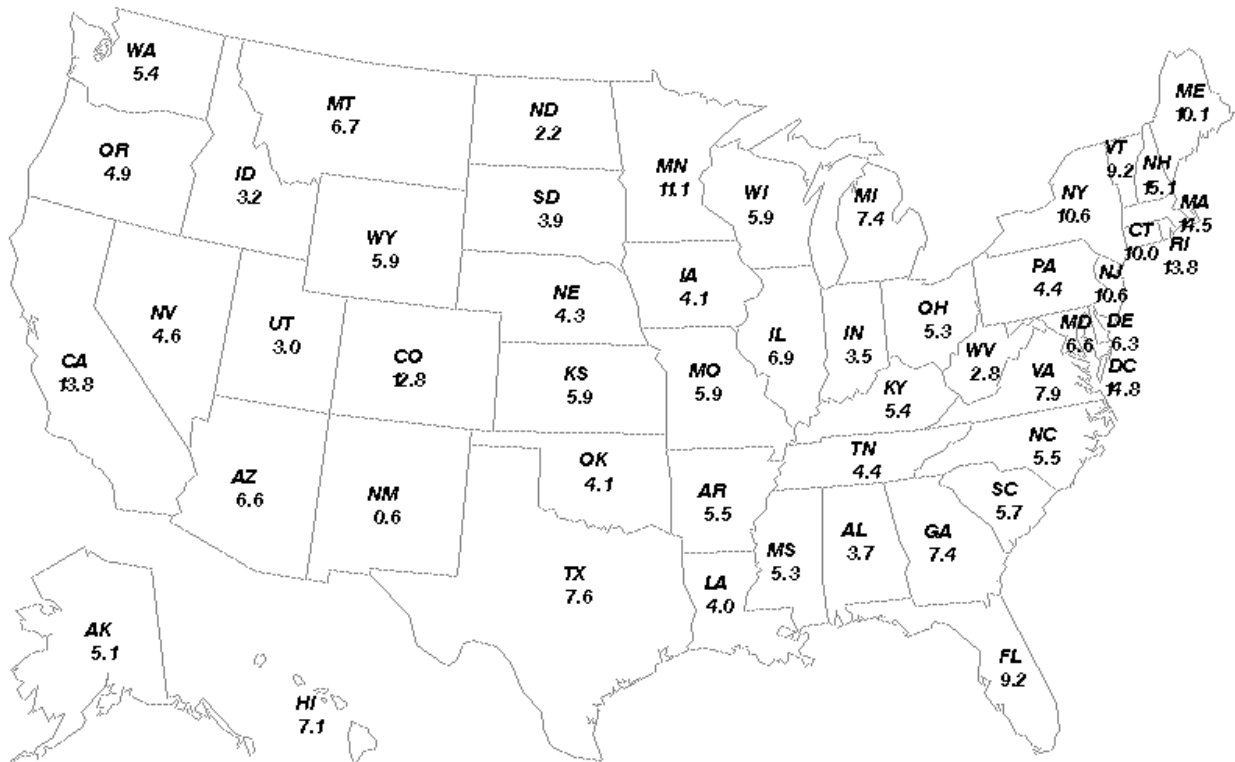 WA
5.4
MT
6.7
ND
2.2
ME
10.1
OR
4.9
ID
3.2
MN
11.1
VT
9.2
NH
15.1
SD
3.9
WI
5.9
MI
7.4
NY
10.6
MA
14.5
WY
5.9
CT
10.0
RI
13.8
IA
4.1
PA
4.4
NJ
10.6
NE
4.3
NV
4.6
UT
3.0
OH
5.3
MD
6.6
DE
6.3
IL
6.9
IN
3.5
WV
2.8
CA
13.8
CO
12.8
KS
5.9
MO
5.9
VA
7.9
DC
14.8
KY
5.4
NC
5.5
TN
4.4
AZ
6.6
NM
0.6
OK
4.1
AR
5.5
SC
5.7
MS
5.3
AL
3.7
GA
7.4
TX
7.6
LA
4.0
AK
5.1
FL
9.2
HI
7.1